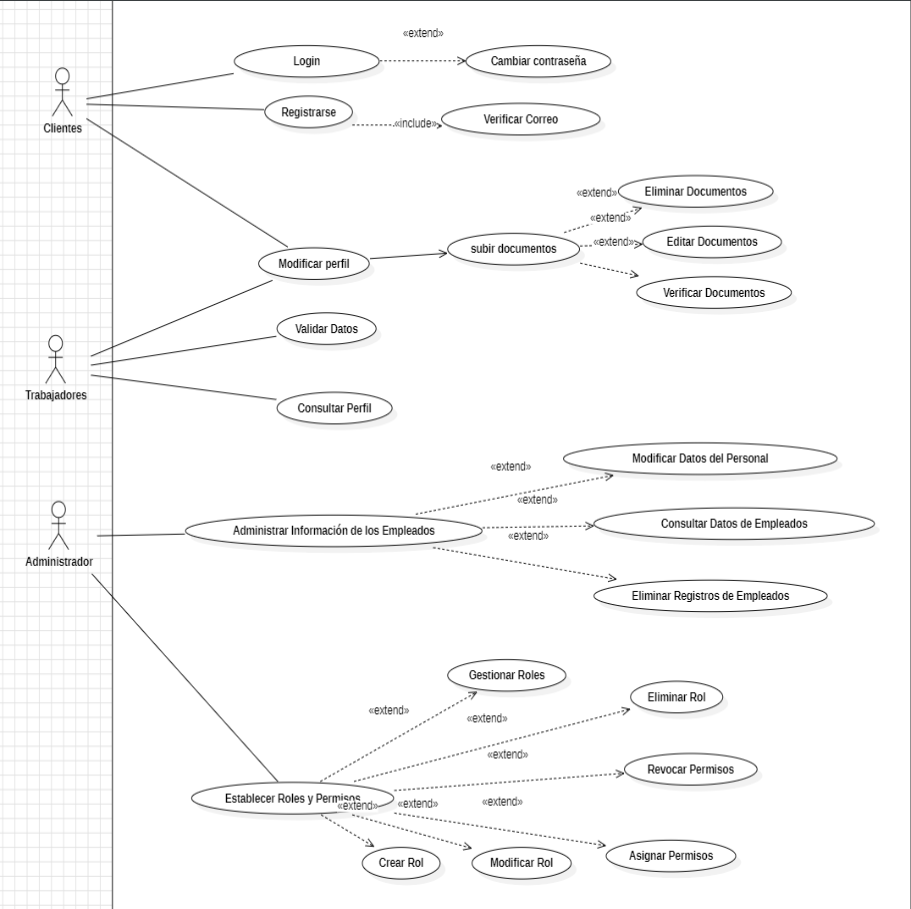 «extend»
Login
Cambiar contraseña
Clientes
Registrarse
«include»
Verificar Correo
«extend»
Eliminar Documentos
«extend»
subir documentos
«extend»
Editar Documentos
Modificar perfil
Verificar Documentos
Validar Datos
Trabajadores
Consultar Perfil
Modificar Datos del Personal
«extend»
«extend»
Administrar Información de los Empleados
Consultar Datos de Empleados
«extend»
Administrador
Eliminar Registros de Empleados
Gestionar Roles
Eliminar Rol
«extend»
«extend»
«extend»
Revocar Permisos
Establecer Roles y Permisos
«extend»
«extend»
«extend»
Crear Rol
Modificar Rol
Asignar Permisos